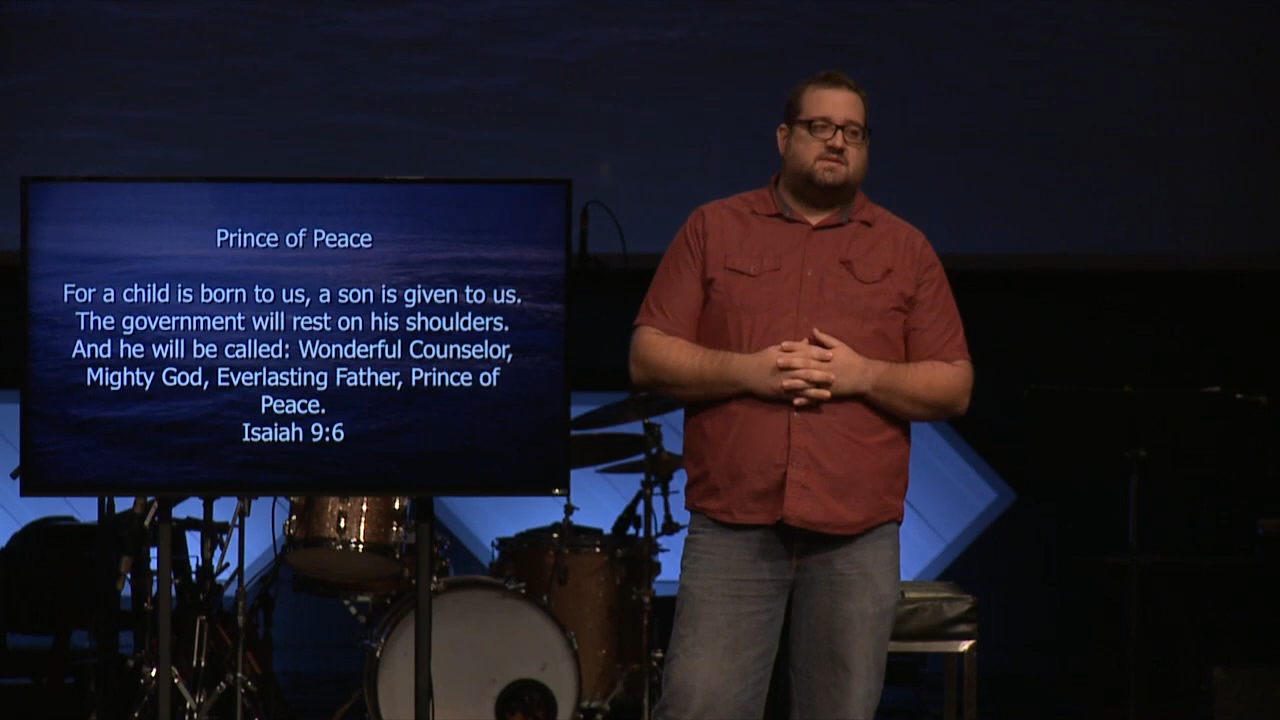 Prince of Peace
For a child is born to us, a son is given to us.
The government will rest on his shoulders.
And he will be called: Wonderful Counselor,
Mighty God, Everlasting Father, Prince of
Peace.
Isaiah 9:6